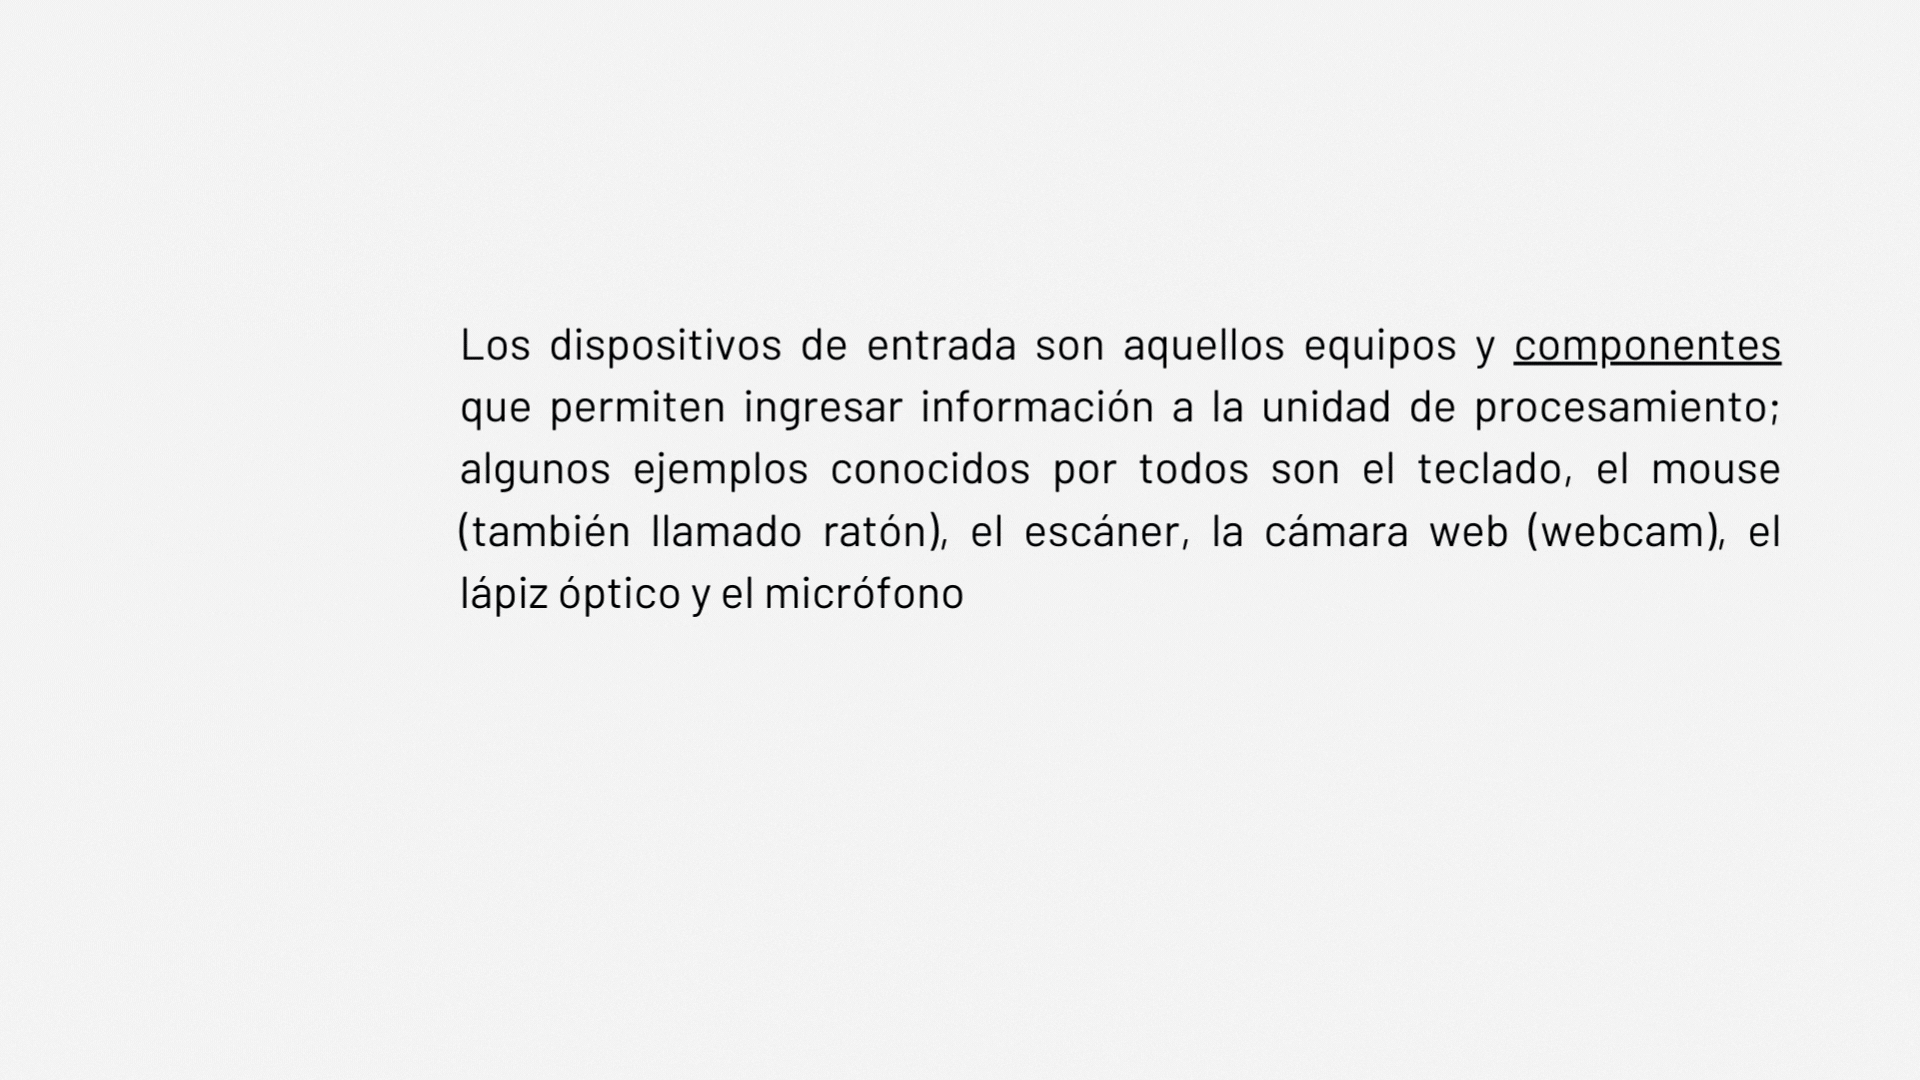 Los dispositivos de entrada son aquellos equipos y componentes
que permiten ingresar información a la unidad de procesamiento;
algunos ejemplos conocidos por todos son el teclado, el mouse
(también llamado ratón), el escáner, la cámara web (webcam), el
lápiz óptico y el micrófono